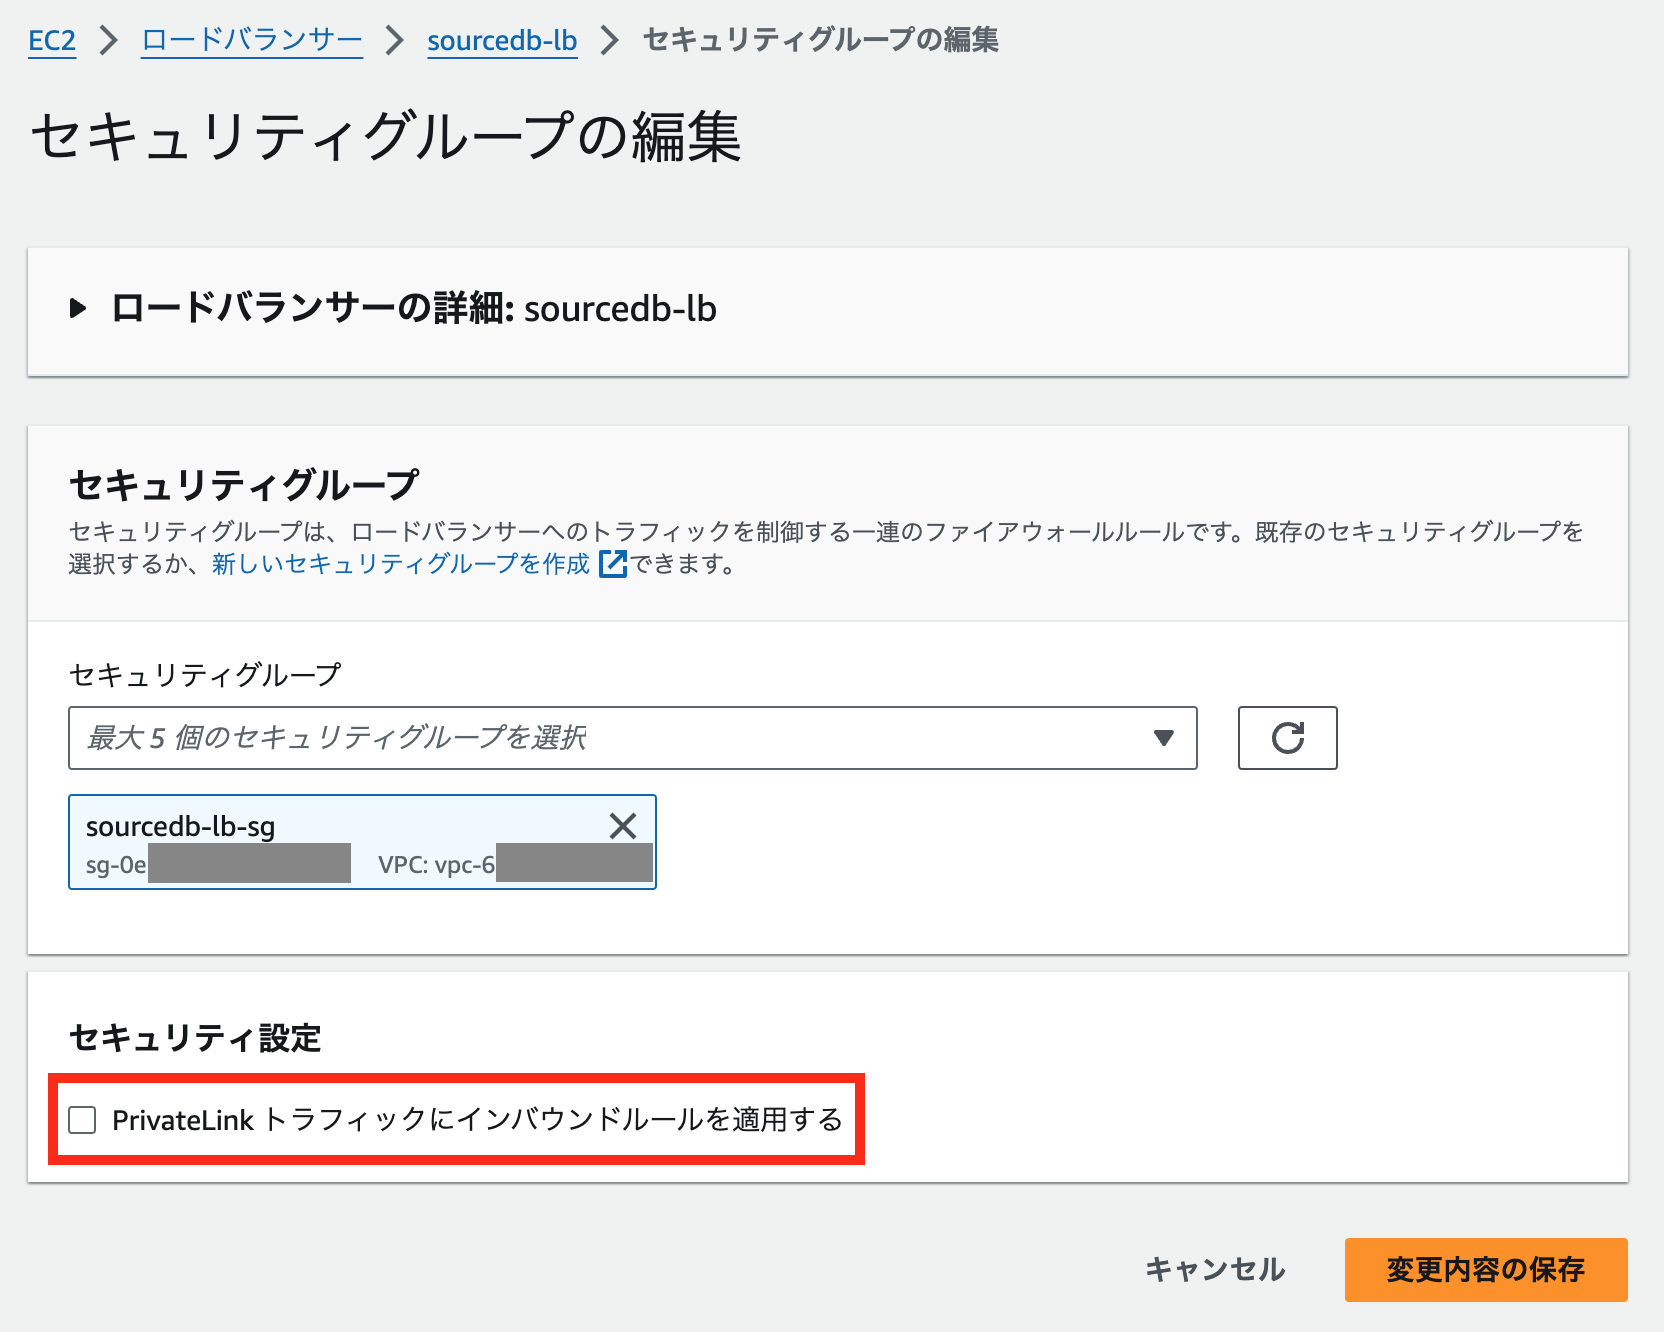 EC2 > ロードバランサー > sourcedb-lb > セキュリティグループの編集
セキュリティグループの編集
ロードバランサーの詳細: sourcedb-lb
セキュリティグループ
セキュリティグループは、ロードバランサーへのトラフィックを制御する一連のファイアウォールルールです。既存のセキュリティグループを
選択するか、新しいセキュリティグループを作成できます。
セキュリティグループ
最大 5 個のセキュリティグループを選択
sourcedb-lb-sg
sg-0e VPC: vpc-6
セキュリティ設定
PrivateLink トラフィックにインバウンドルールを適用する
キャンセル 変更内容の保存